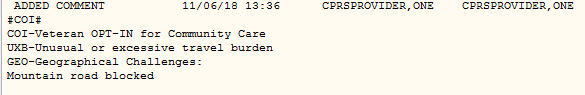 ADDED COMMENT 11/06/18 13:36 CPRSPROVIDER,ONE CPRSPROVIDER,ONE
#COI#
COI-Veteran OPT-IN for Community Care
UXB-Unusual or excessive travel burden
GEO-Geographical Challenges:
Mountain road blocked